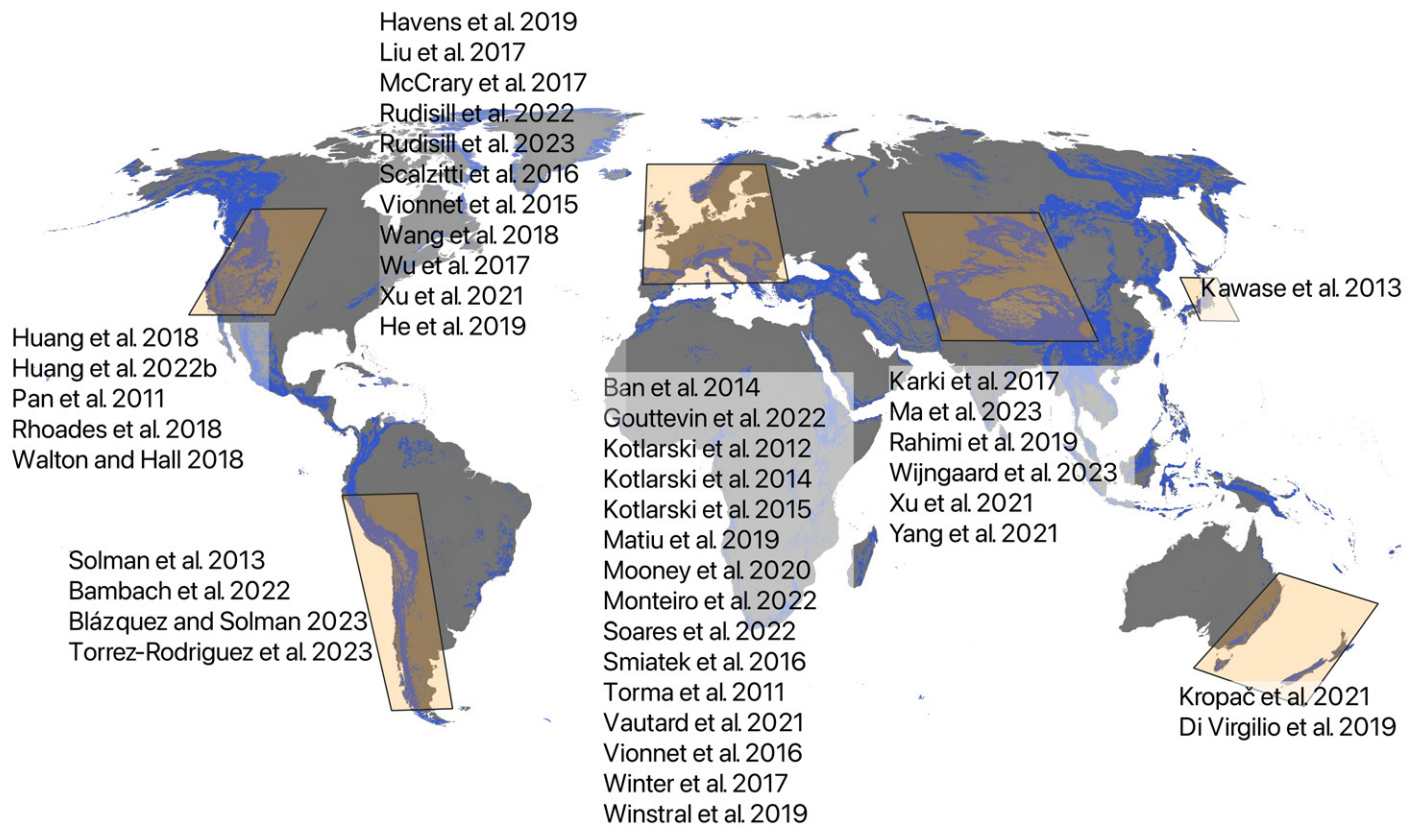 Havens et al. 2019
Liu et al. 2017
McCrary et al. 2017
Rudisill et al. 2022
Rudisill et al. 2023
Scalzitti et al. 2016
Vionnet et al. 2015
Wang et al. 2018
Wu et al. 2017
Xu et al. 2021
He et al. 2019
Huang et al. 2018
Huang et al. 2022b
Pan et al. 2011
Rhoades et al. 2018
Walton and Hall 2018
Solman et al. 2013
Bambach et al. 2022
Blázquez and Solman 2023
Torrez-Rodriguez et al. 2023
Ban et al. 2014
Gouttevin et al. 2022
Kotlarski et al. 2012
Kotlarski et al. 2014
Kotlarski et al. 2015
Matiu et al. 2019
Mooney et al. 2020
Monteiro et al. 2022
Soares et al. 2022
Smiatek et al. 2016
Torma et al. 2011
Vautard et al. 2021
Vionnet et al. 2016
Winter et al. 2017
Winstral et al. 2019
Karki et al. 2017
Ma et al. 2023
Rahimi et al. 2019
Wijngaard et al. 2023
Xu et al. 2021
Yang et al. 2021
Kawase et al. 2013
Kropač et al. 2021
Di Virgilio et al. 2019